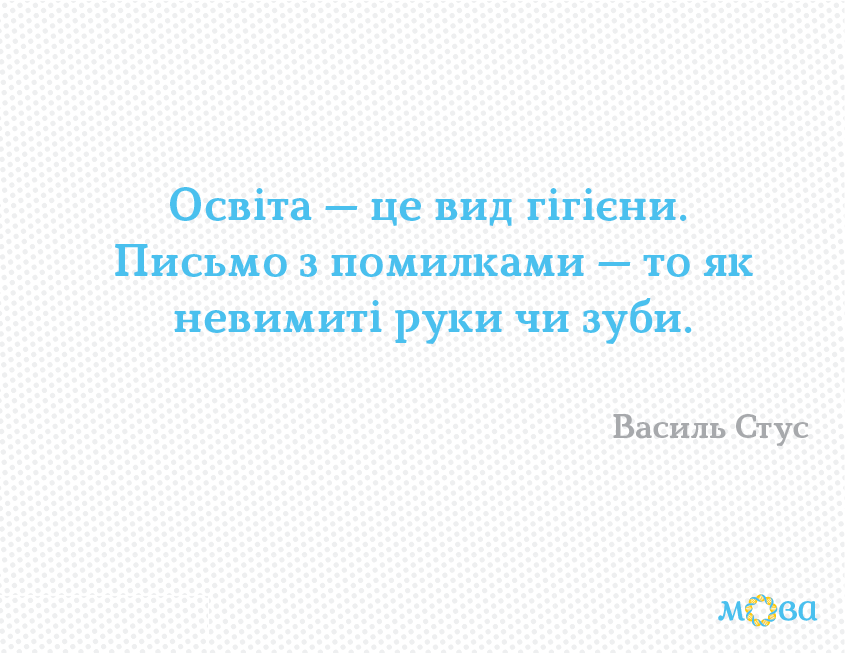 Освіта — це вид гігієни.
Письмо з помилками — то як
невимиті руки чи зуби.
Василь Стус
мова